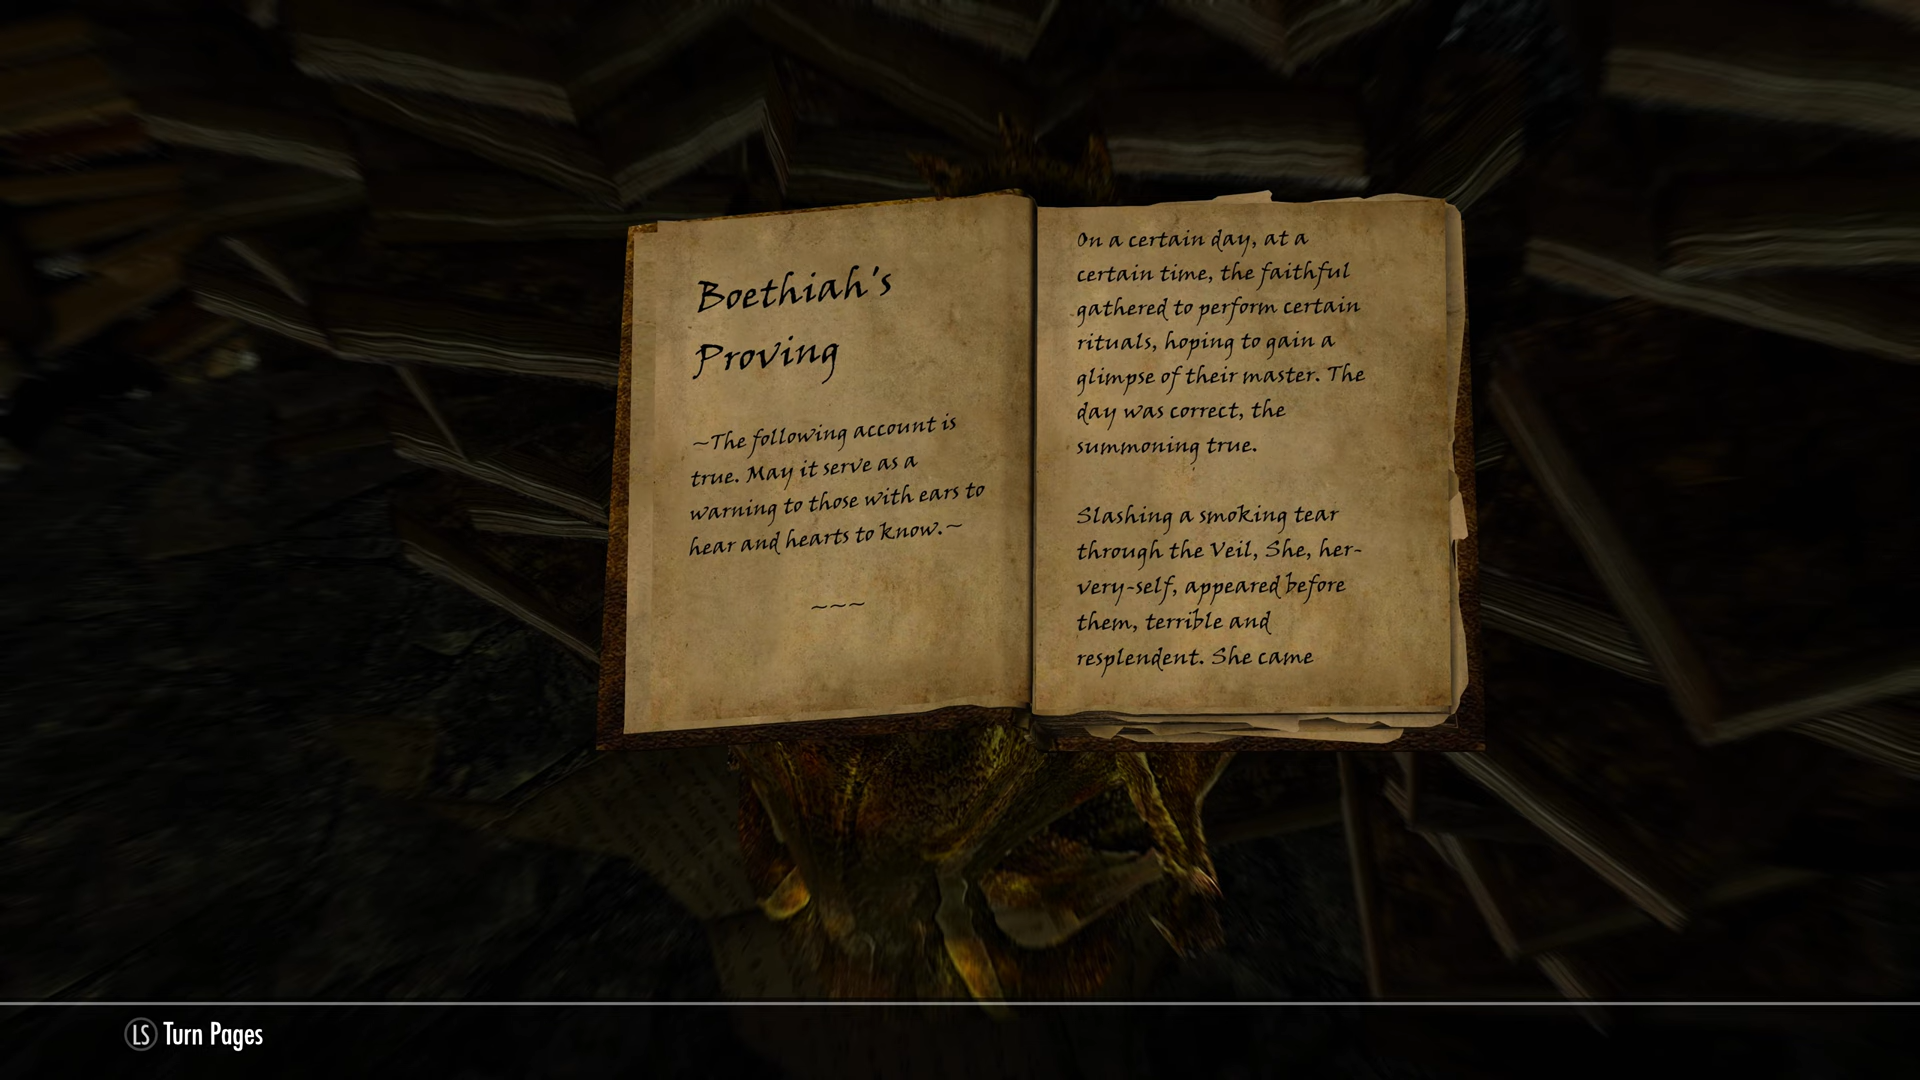 Boethiah's
Proving
~The following account is
true. May it serve as a
warning to those with ears to
hear and hearts to know.~
~~~
On a certain day, at a
certain time, the faithful
gathered to perform certain
rituals, hoping to gain a
glimpse of their master. The
day was correct, the
summoning true.
Slashing a smoking tear
through the Veil, She, her-
very-self, appeared before
them, terrible and
resplendent. She came
LS Turn Pages